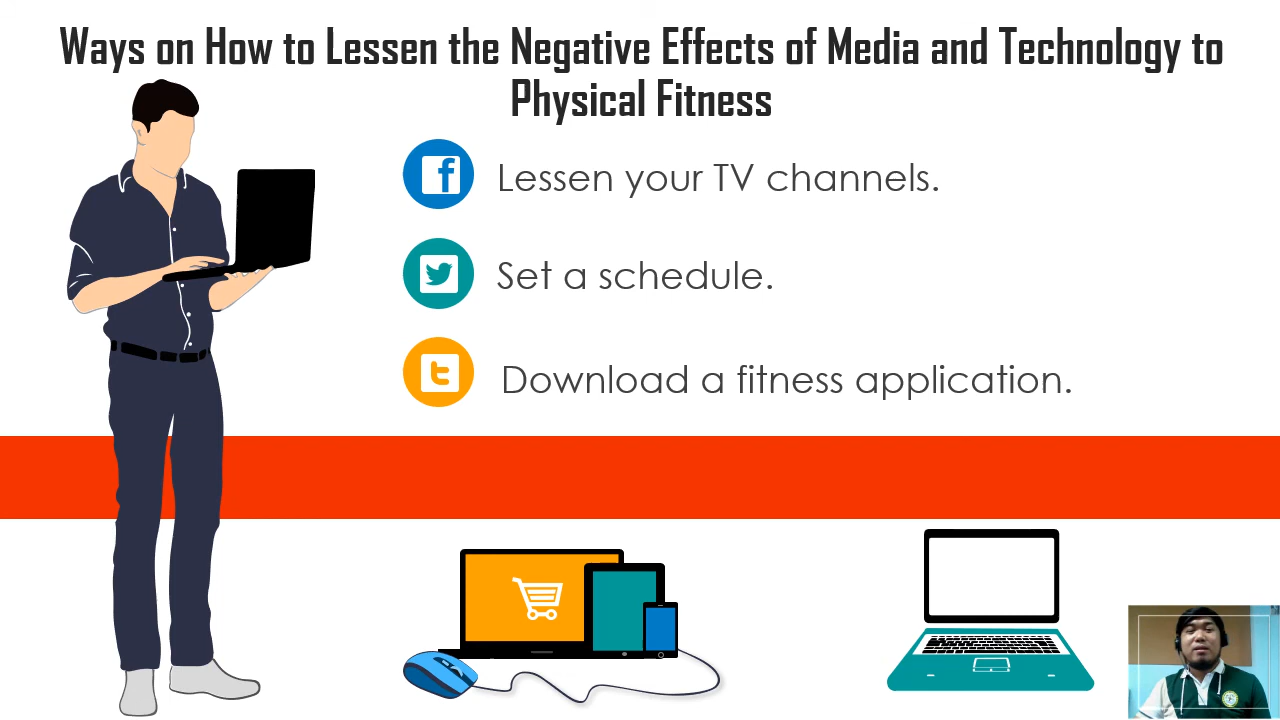 Ways on How to Lessen the Negative Effects of Media and Technology to
Physical Fitness
Lessen your TV channels.
Set a schedule.
Download a fitness application.